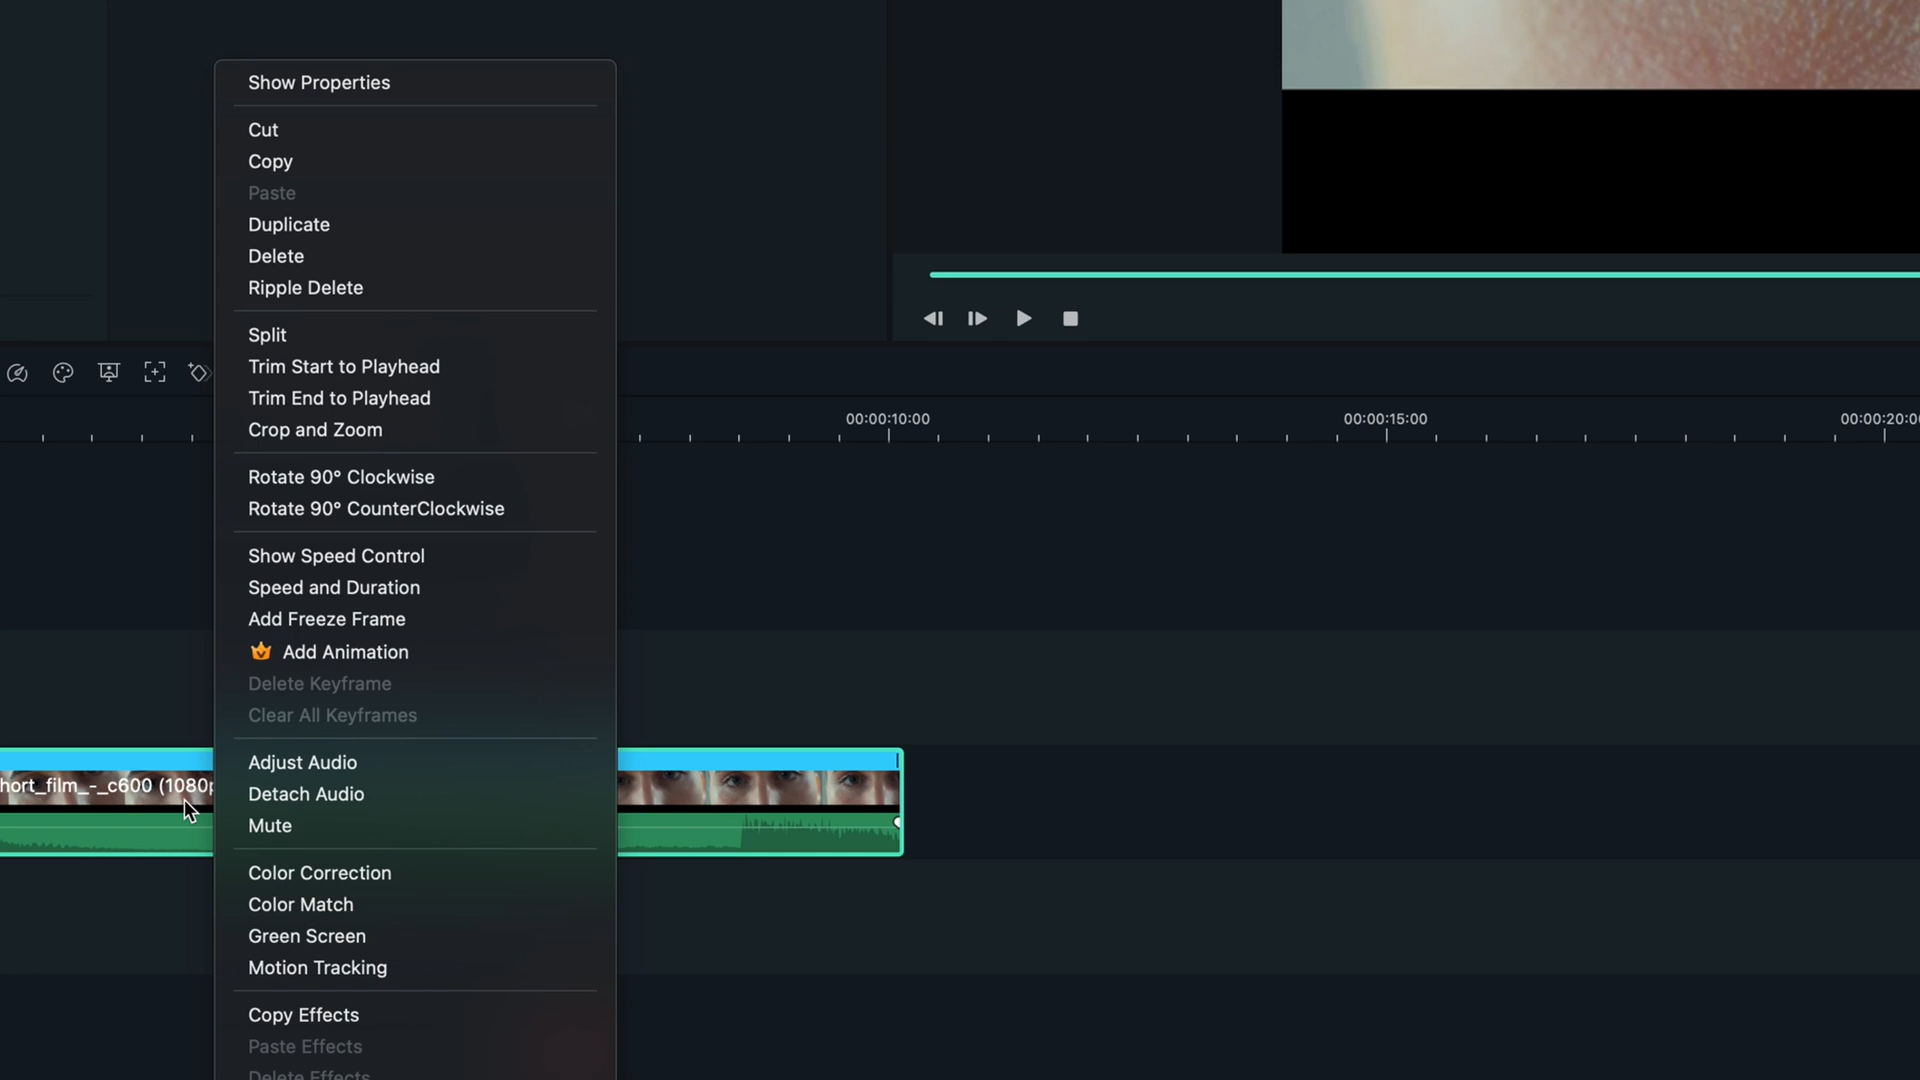 Show Properties
Cut
Copy
Paste
Duplicate
Delete
Ripple Delete
Split
Trim Start to Playhead
Trim End to Playhead
Crop and Zoom
00:00:10:00
00:00:15:00
00:00:20:00
Rotate 90° Clockwise
Rotate 90° CounterClockwise
Show Speed Control
Speed and Duration
Add Freeze Frame
Add Animation
Delete Keyframe
Clear All Keyframes
Adjust Audio
hort_film_-_c600 (1080p
Detach Audio
Mute
Color Correction
Color Match
Green Screen
Motion Tracking
Copy Effects
Paste Effects
Delete Effects